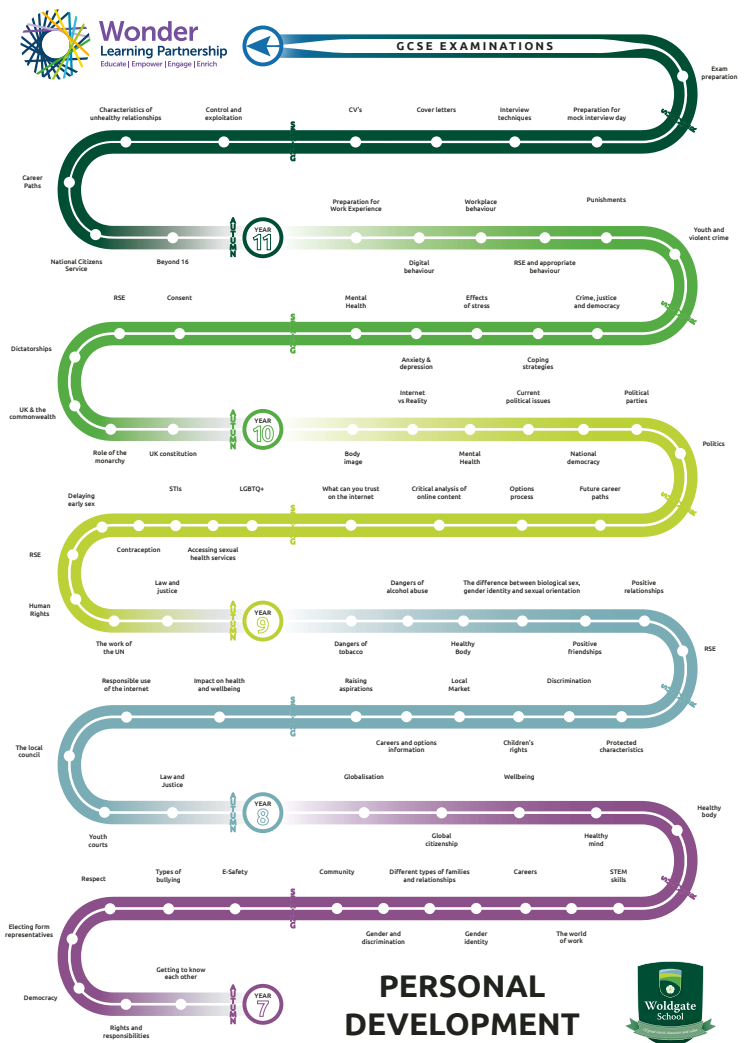 Wonder
Learning Partnership
Educate | Empower | Engage | Enrich
GCSE EXAMINATIONS
Exam
preparation
Characteristics of
unhealthy relationships
Control and
exploitation
CV's
Cover letters
Interview
techniques
Preparation for
mock interview day
Career
Paths
National Citizens
Service
Beyond 16
AUTUMN
YEAR
11
Preparation for
Work Experience
Digital
behaviour
Workplace
behaviour
RSE and appropriate
behaviour
Punishments
Youth and
violent crime
RSE
Consent
Mental
Health
Anxiety &
depression
Effects
of stress
Coping
strategies
Crime, justice
and democracy
Dictatorships
UK & the
commonwealth
Role of the
monarchy
UK constitution
AUTUMN
YEAR
10
Body
image
Internet
vs Reality
Mental
Health
Current
political issues
National
democracy
Political
parties
Politics
Delaying
early sex
Contraception
STIs
Accessing sexual
health services
LGBTQ+
What can you trust
on the internet
Critical analysis of
online content
Options
process
Future career
paths
RSE
Human
Rights
The work of
the UN
Law and
justice
AUTUMN
YEAR
9
Dangers of
tobacco
Dangers of
alcohol abuse
Healthy
Body
The difference between biological sex,
gender identity and sexual orientation
Positive
friendships
Positive
relationships
RSE
Responsible use
of the internet
Impact on health
and wellbeing
Raising
aspirations
Careers and options
information
Local
Market
Children's
rights
Discrimination
Protected
characteristics
The local
council
Youth
courts
Law and
Justice
AUTUMN
YEAR
8
Globalisation
Global
citizenship
Wellbeing
Healthy
mind
Healthy
body
Respect
Types of
bullying
E-Safety
Community
Gender and
discrimination
Different types of families
and relationships
Gender
identity
Careers
The world
of work
STEM
skills
Electing form
representatives
Democracy
Rights and
responsibilities
Getting to know
each other
AUTUMN
YEAR
7
PERSONAL
DEVELOPMENT
Woldgate
School